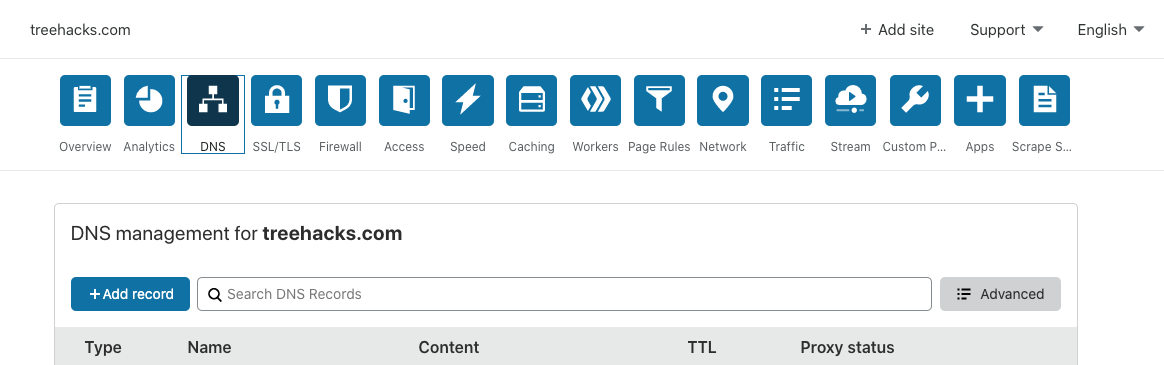 treehacks.com
+ Add site
Support
English
Overview
Analytics
DNS
SSL/TLS
Firewall
Access
Speed
Caching
Workers
Page Rules
Network
Traffic
Stream
Custom P...
Apps
Scrape S...
DNS management for treehacks.com
+ Add record
Search DNS Records
Advanced
Type Name Content TTL Proxy status